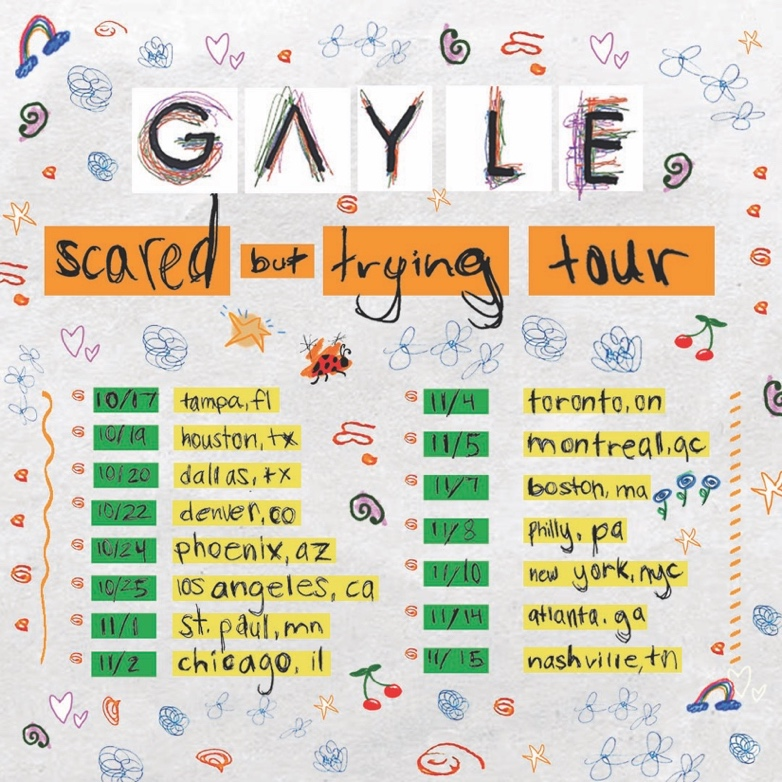 GAYLE
scared but trying tour
10/17 tampa, fl
10/19 houston, tx
10/20 dallas, tx
10/22 denver, co
10/24 phoenix, az
10/25 los angeles, ca
11/1 st. paul, mn
11/2 chicago, il
11/4 toronto, on
11/5 montreal, qc
11/7 boston, ma
11/8 philly, pa
11/10 new york, nyc
11/14 atlanta. ga
11/15 nashville, tn